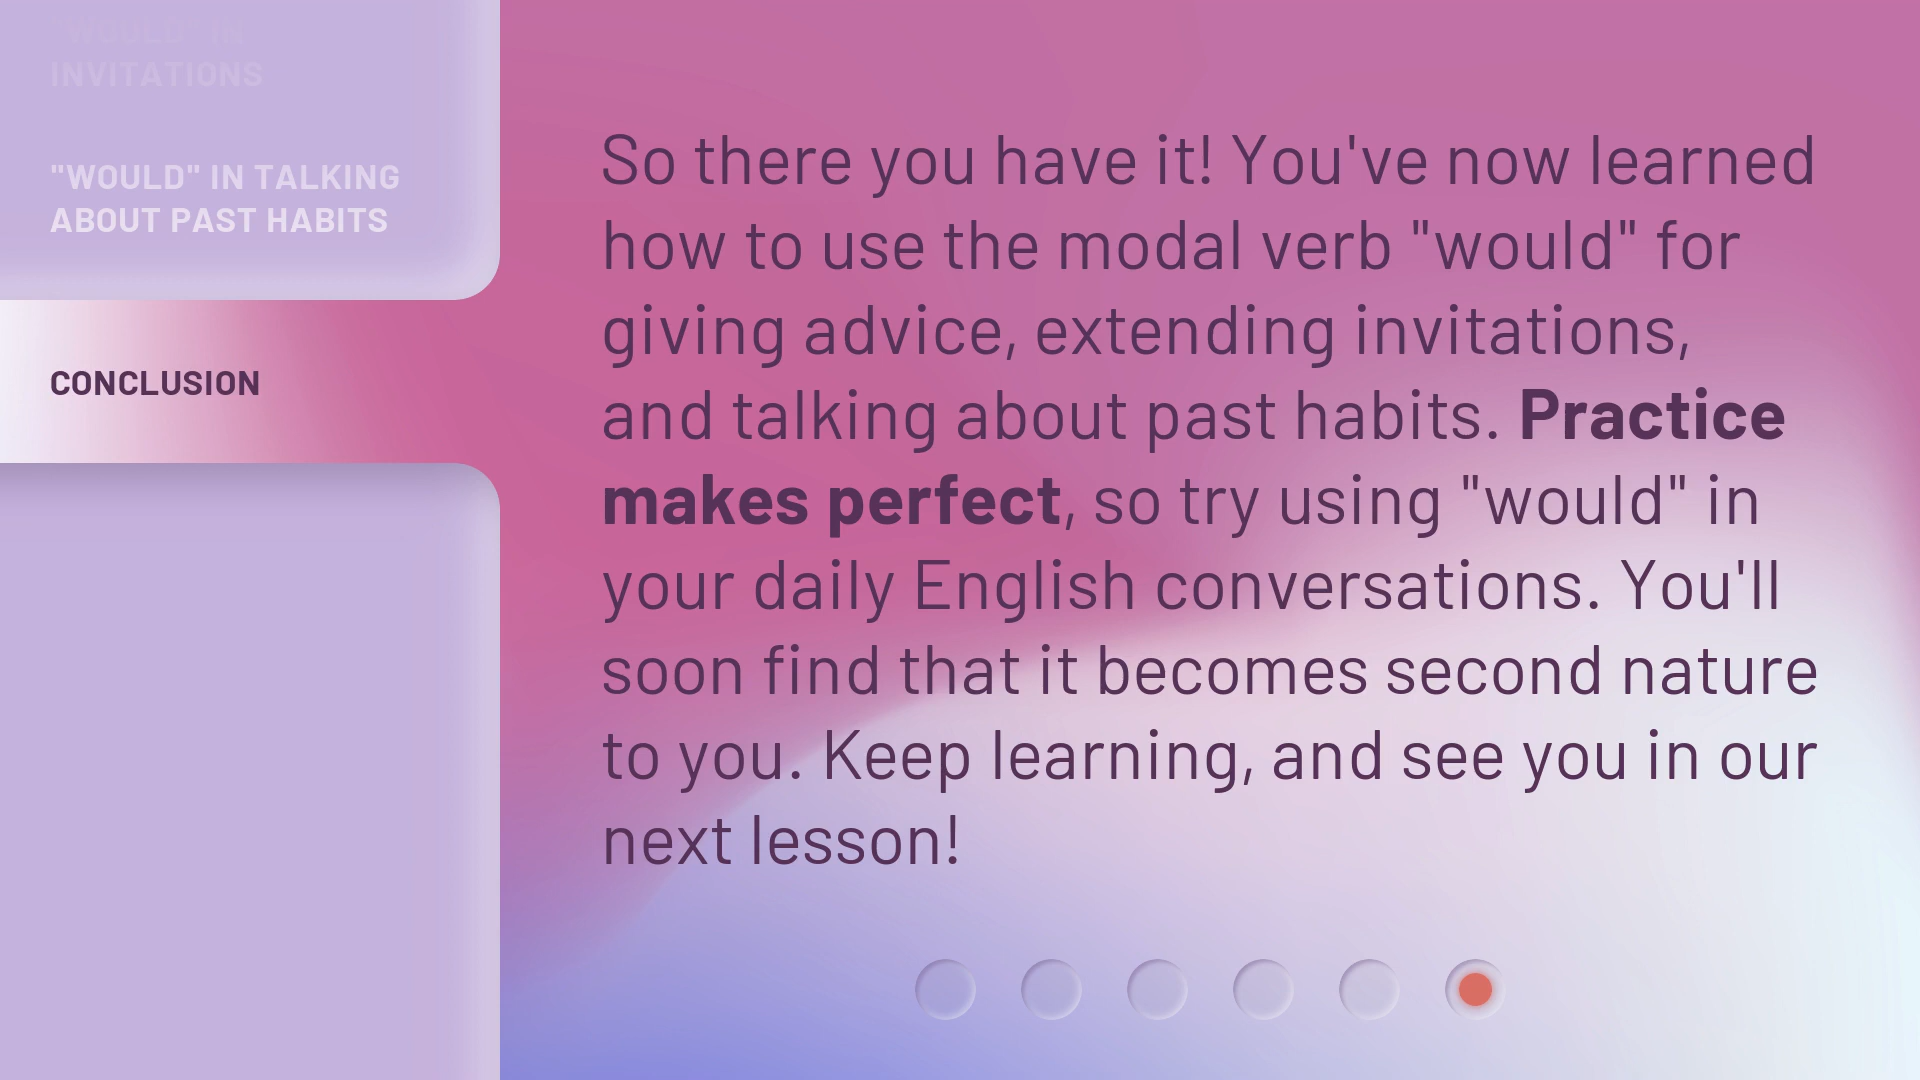 "WOULD" IN
INVITATIONS
"WOULD" IN TALKING
ABOUT PAST HABITS
CONCLUSION
So there you have it! You've now learned
how to use the modal verb "would" for
giving advice, extending invitations,
and talking about past habits. Practice
makes perfect, so try using "would" in
your daily English conversations. You'll
soon find that it becomes second nature
to you. Keep learning, and see you in our
next lesson!